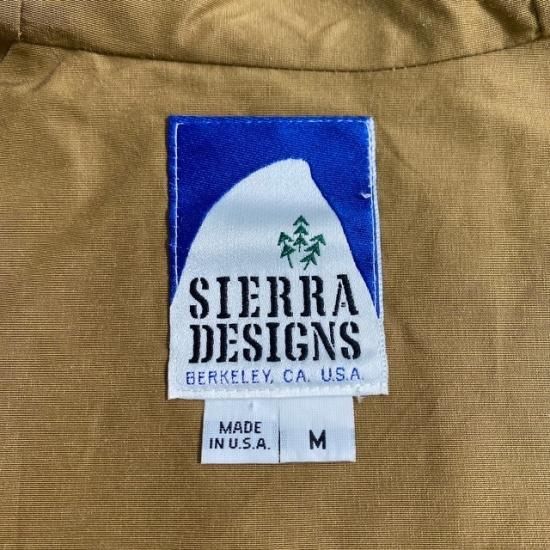 SIERRA
DESIGNS
BERKELEY, CA. U.S.A.
MADE
IN U.S.A.
M